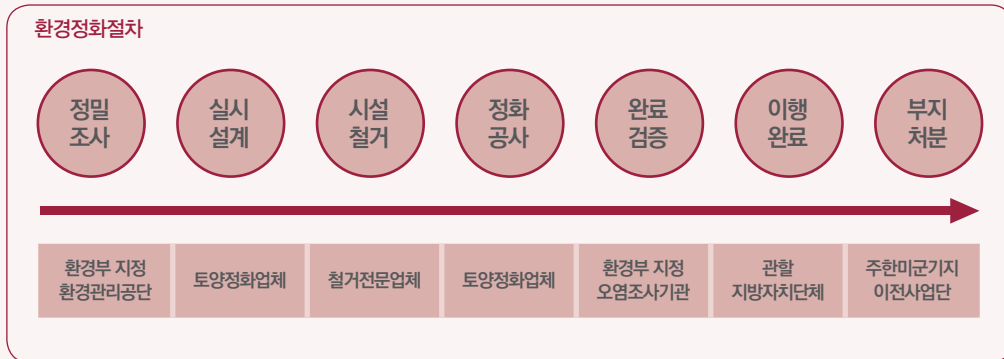 환경정화절차
정밀
조사
실시
설계
시설
철거
정화
공사
완료
검증
이행
완료
부지
처분
환경부 지정
환경관리공단
토양정화업체
철거전문업체
토양정화업체
환경부 지정
오염조사기관
관할
지방자치단체
주한미군기지
이전사업단